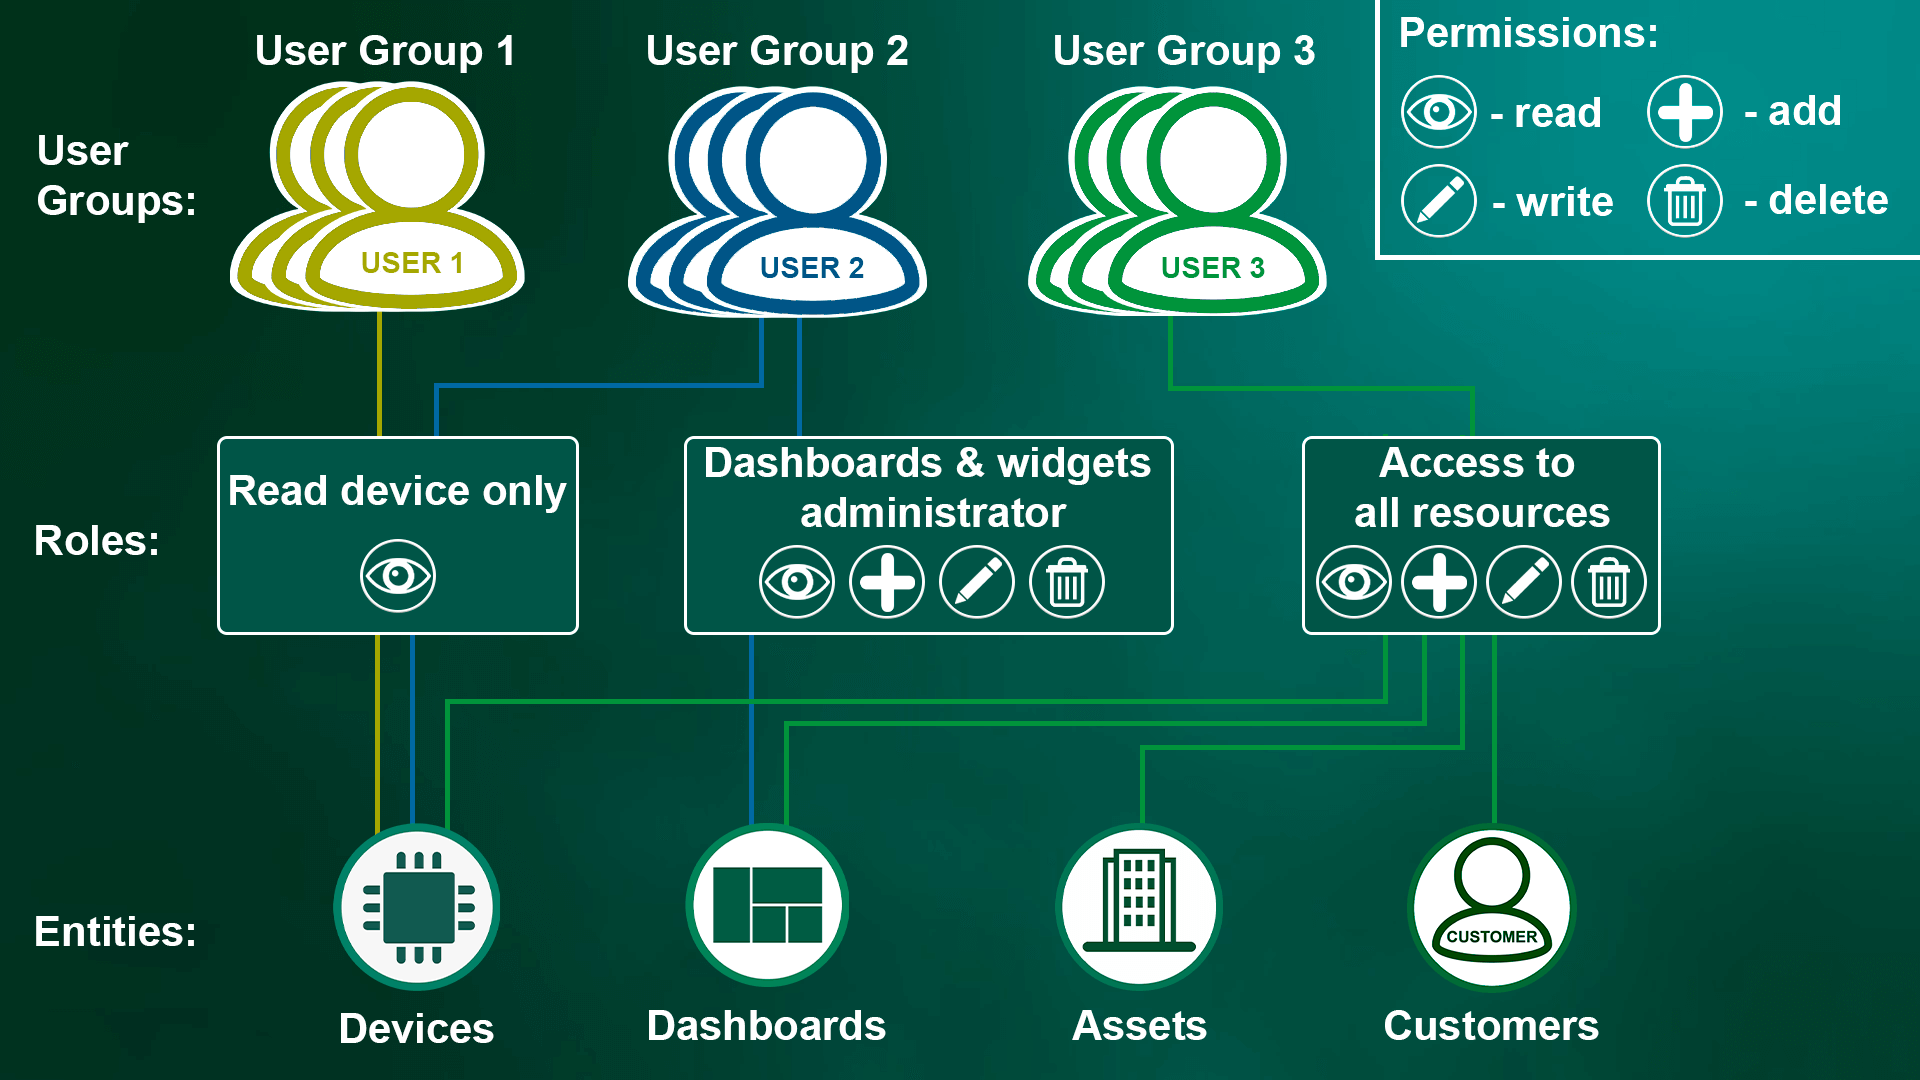 User Group 1
User Group 2
User Group 3
Permissions:
- read
- add
- write
- delete
User
Groups:
USER 1
USER 2
USER 3
Roles:
Read device only
Dashboards & widgets
administrator
Access to
all resources
Entities:
CUSTOMER
Devices
Dashboards
Assets
Customers